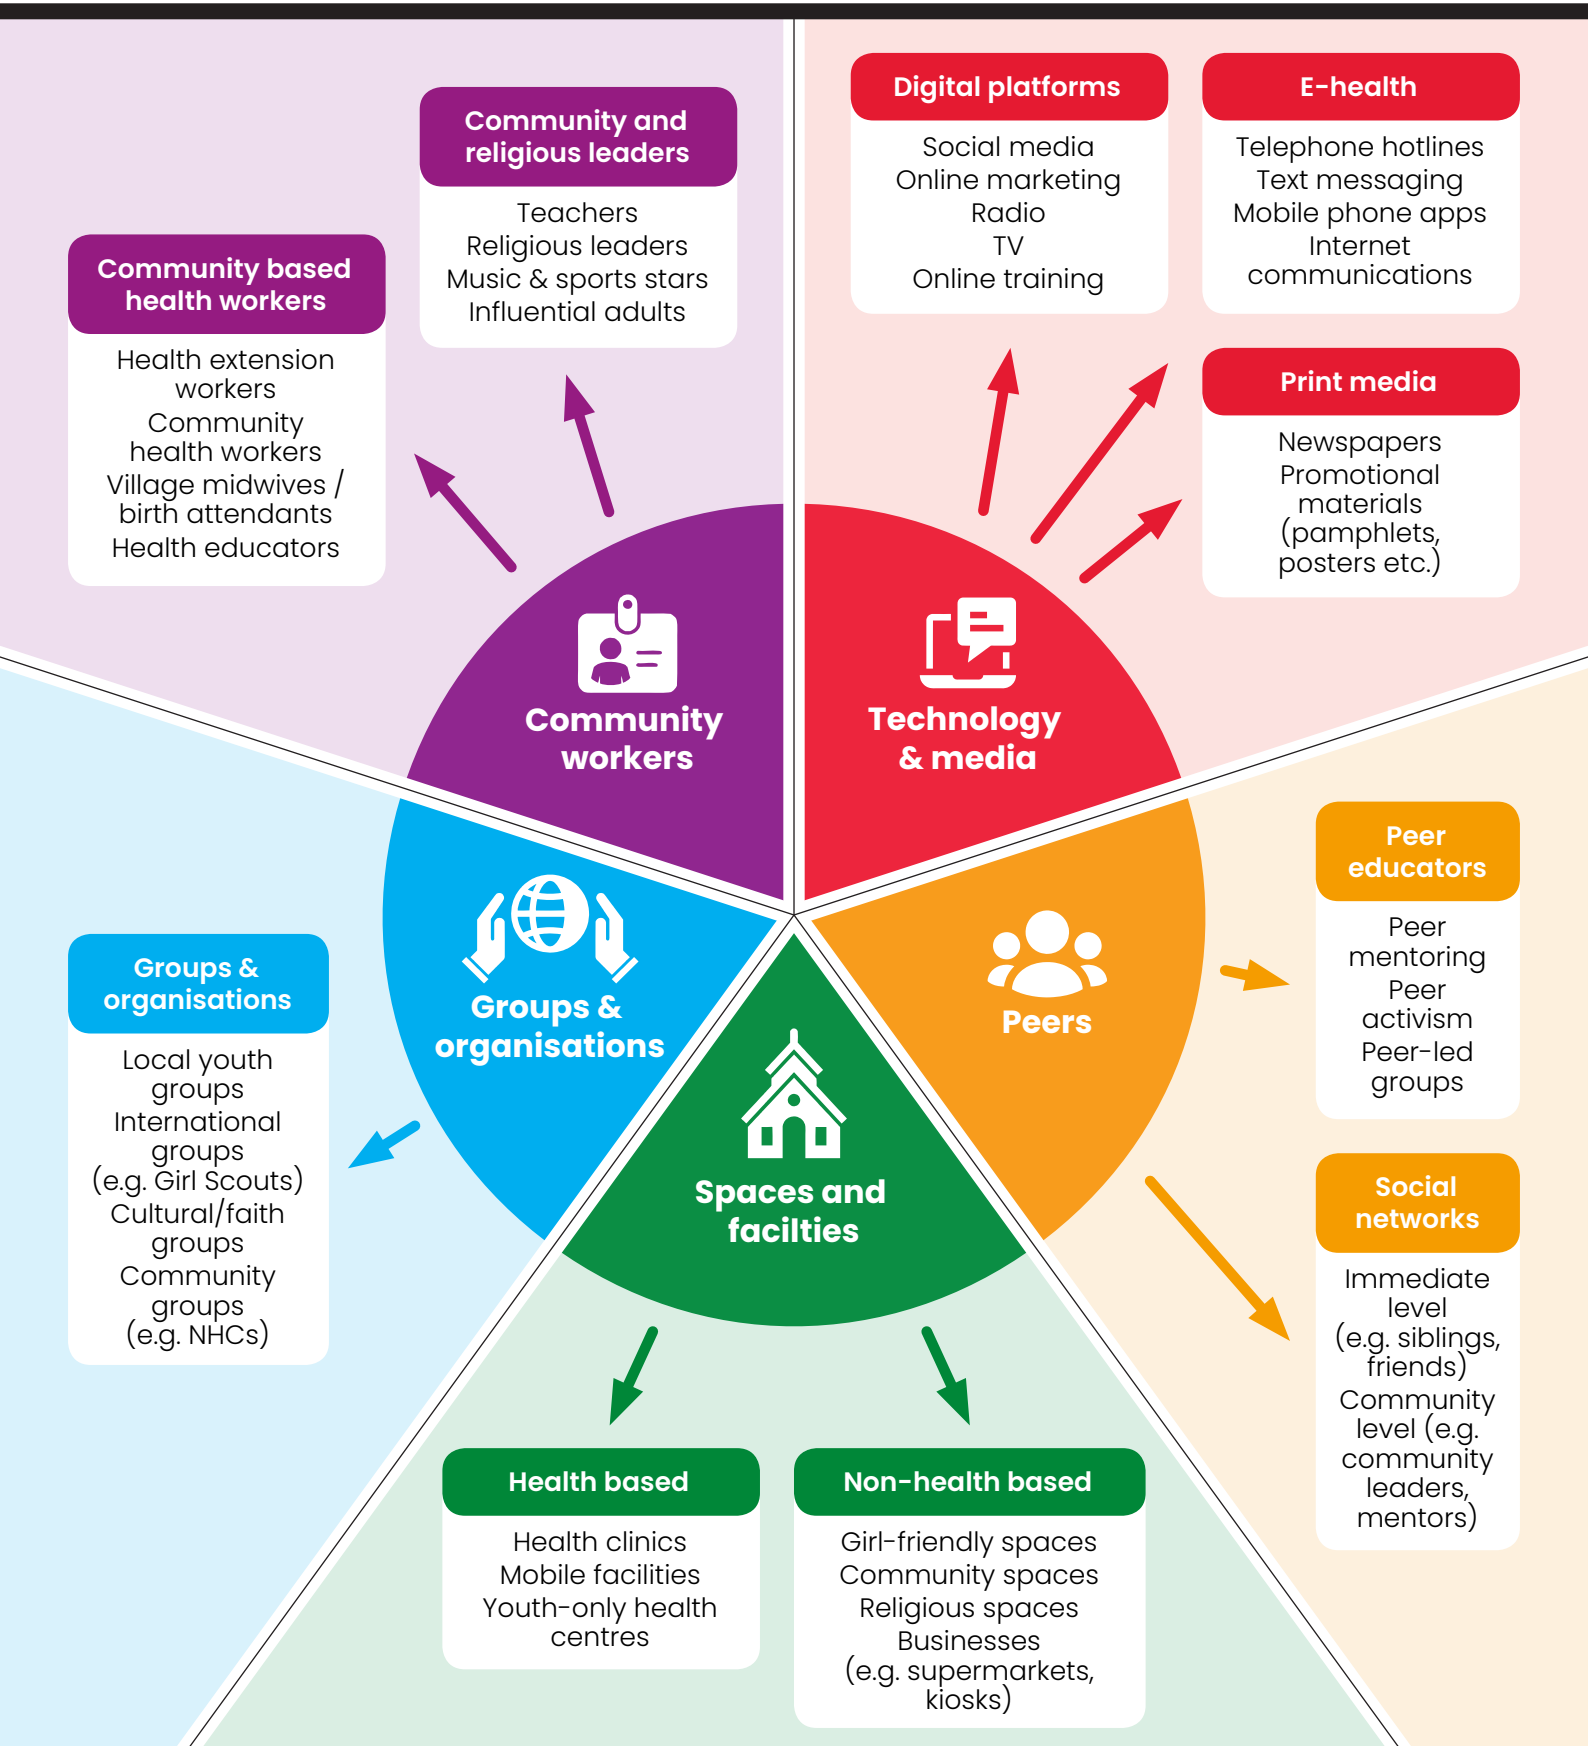 Community and
religious leaders
Teachers
Religious leaders
Music & sports stars
Influential adults
Community based
health workers
Health extension
workers
Community
health workers
Village midwives /
birth attendants
Health educators
Community
workers
Digital platforms
Social media
Online marketing
Radio
TV
Online training
E-health
Telephone hotlines
Text messaging
Mobile phone apps
Internet
communications
Print media
Newspapers
Promotional
materials
(pamphlets,
posters etc.)
Technology
& media
Peers
Peer
educators
Peer
mentoring
Peer
activism
Peer-led
groups
Social
networks
Immediate
level
(e.g. siblings,
friends)
Community
level (e.g.
community
leaders,
mentors)
Groups &
organisations
Groups &
organisations
Local youth
groups
International
groups
(e.g. Girl Scouts)
Cultural/faith
groups
Community
groups
(e.g. NHCs)
Spaces and
facilties
Health based
Health clinics
Mobile facilities
Youth-only health
centres
Non-health based
Girl-friendly spaces
Community spaces
Religious spaces
Businesses
(e.g. supermarkets,
kiosks)